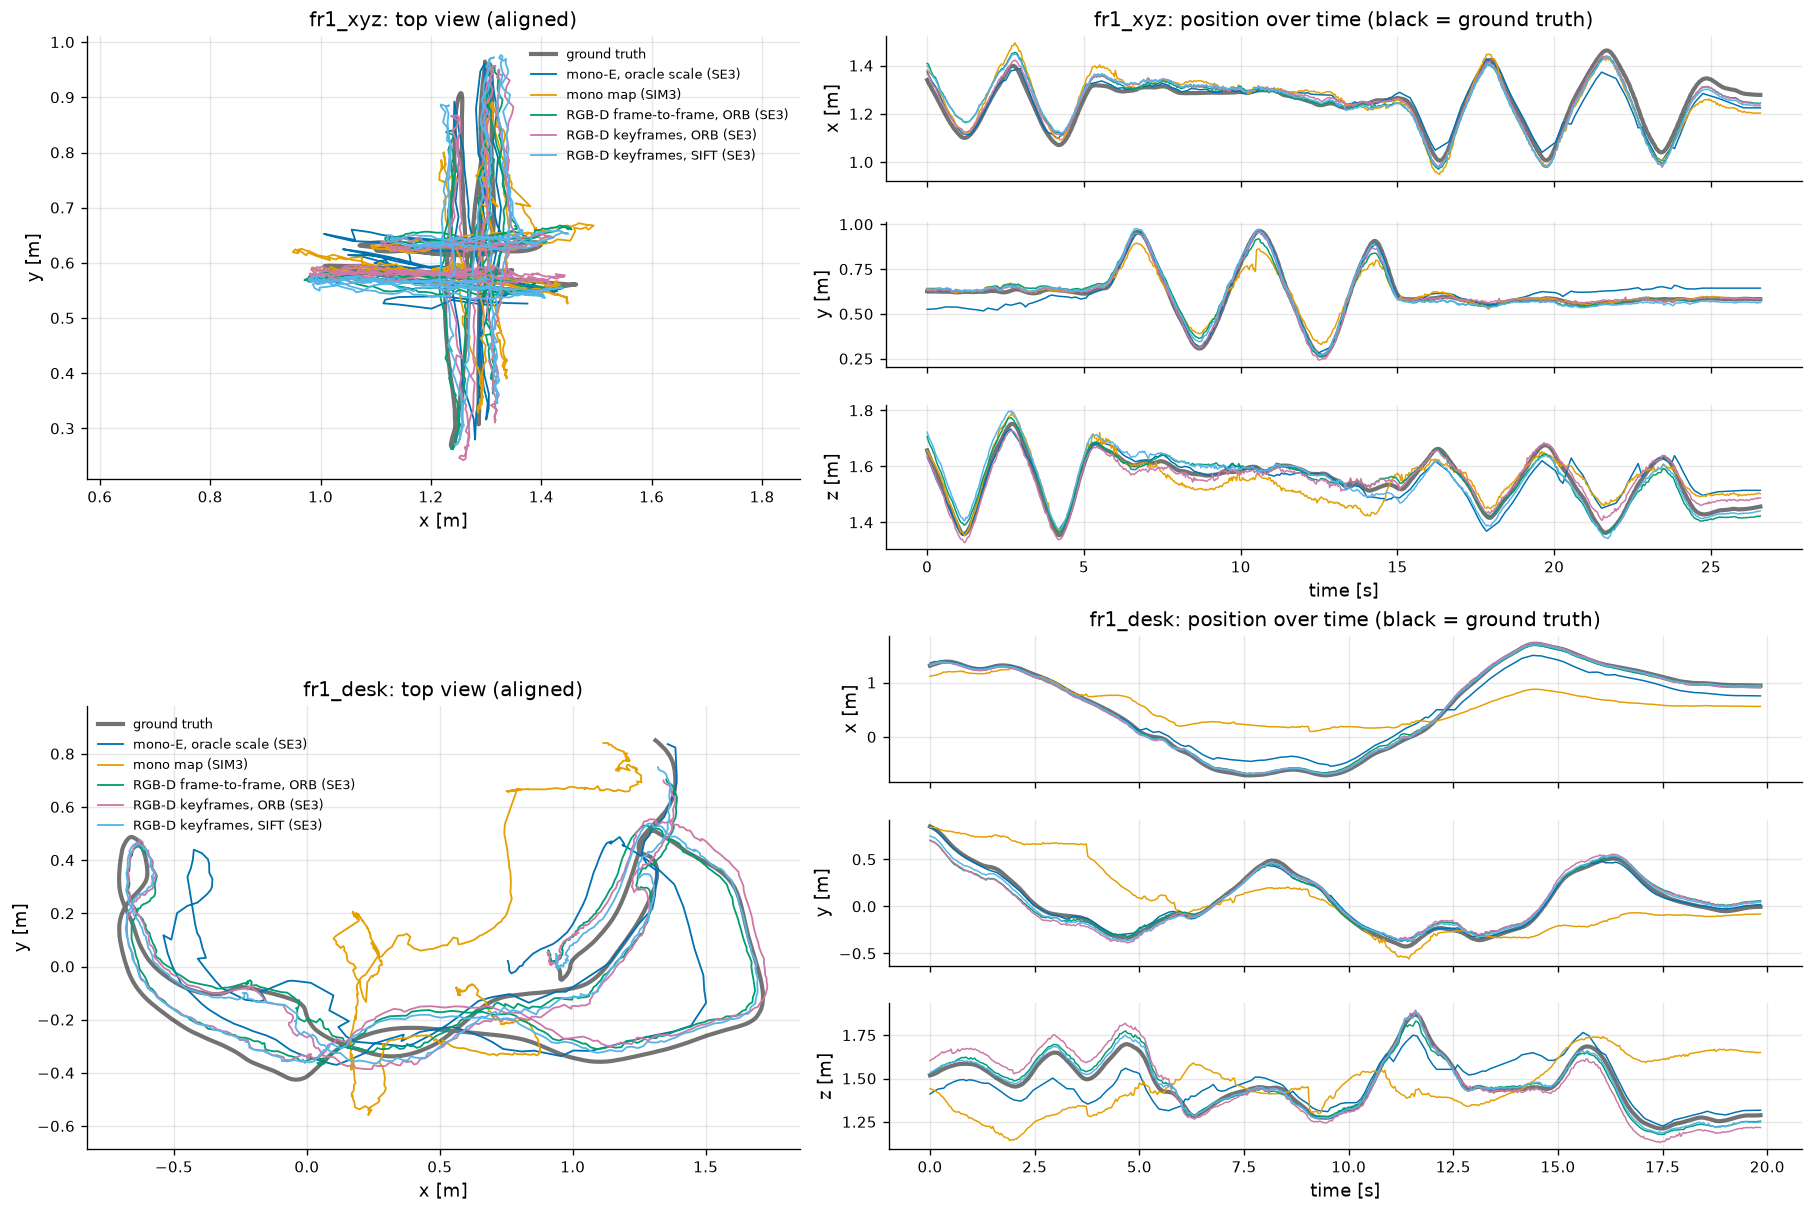 fr1_xyz: top view (aligned)
1.0
0.9
0.8
0.7
0.6
0.5
0.4
0.3
y [m]
0.6
0.8
1.0
1.2
1.4
1.6
1.8
x [m]
ground truth
mono-E, oracle scale (SE3)
mono map (SIM3)
RGB-D frame-to-frame, ORB (SE3)
RGB-D keyframes, ORB (SE3)
RGB-D keyframes, SIFT (SE3)
fr1_xyz: position over time (black = ground truth)
1.4
1.2
1.0
x [m]
1.00
0.75
0.50
0.25
y [m]
1.8
1.6
1.4
z [m]
0
5
10
15
20
25
time [s]
fr1_desk: top view (aligned)
0.8
0.6
0.4
0.2
0.0
−0.2
−0.4
−0.6
y [m]
−0.5
0.0
0.5
1.0
1.5
x [m]
ground truth
mono-E, oracle scale (SE3)
mono map (SIM3)
RGB-D frame-to-frame, ORB (SE3)
RGB-D keyframes, ORB (SE3)
RGB-D keyframes, SIFT (SE3)
fr1_desk: position over time (black = ground truth)
1
0
x [m]
0.5
0.0
−0.5
y [m]
1.75
1.50
1.25
z [m]
0.0
2.5
5.0
7.5
10.0
12.5
15.0
17.5
20.0
time [s]